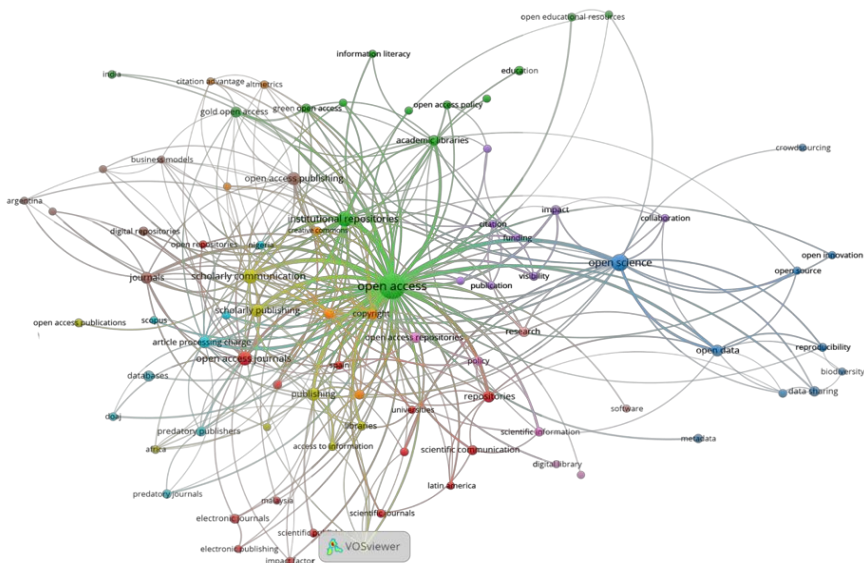 open educational resources
information literacy
education
india
citation advantage
altmetrics
gold open access
green open access
open access policy
academic libraries
crowdsourcing
business models
open access publishing
argentina
institutional repositories
creative commons
impact
citation
collaboration
funding
digital repositories
open repositories
nigeria
open science
open innovation
open source
journals
scholarly communication
visibility
publication
open access
scholarly publishing
copyright
open access publications
scopus
article processing charge
open access repositories
research
open data
reproducibility
open access journals
spain
policy
biodiversity
databases
publishing
repositories
data sharing
universities
software
doaj
predatory publishers
libraries
scientific information
metadata
africa
access to information
scientific communication
digital library
predatory journals
latin america
malaysia
electronic journals
scientific journals
electronic publishing
impact factor
VOSviewer